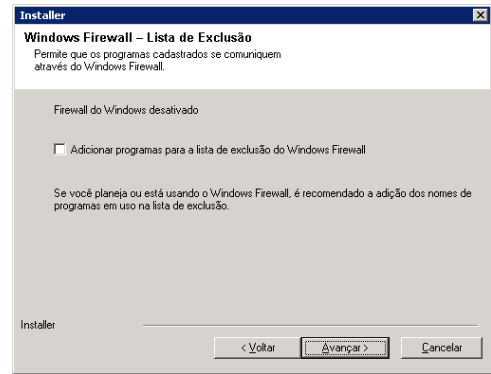 Installer
Windows Firewall – Lista de Exclusão
Permite que os programas cadastrados se comuniquem
através do Windows Firewall.
Firewall do Windows desativado
Adicionar programas para a lista de exclusão do Windows Firewall
Se você planeja ou está usando o Windows Firewall, é recomendado a adição dos nomes de
programas em uso na lista de exclusão.
Installer
< Voltar
Avançar >
Cancelar